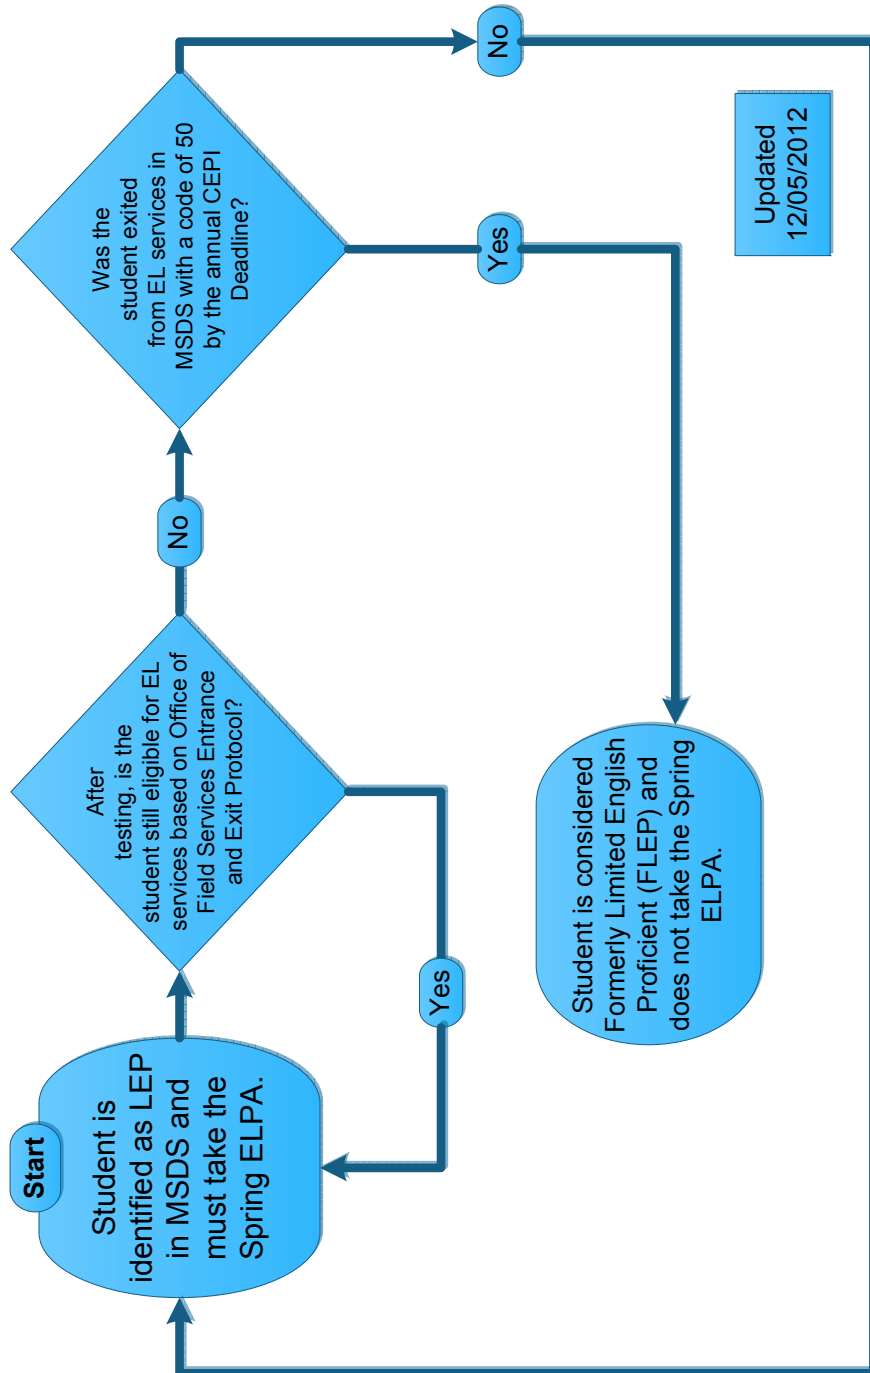 Start
Student is
identified as LEP
in MSDS and
must take the
Spring ELPA.
After
testing, is the
student still eligible for EL
services based on Office of
Field Services Entrance
and Exit Protocol?
No
Yes
Was the
student exited
from EL services in
MSDS with a code of 50
by the annual CEPI
Deadline?
No
Yes
Student is considered
Formerly Limited English
Proficient (FLEP) and
does not take the Spring
ELPA.
Updated
12/05/2012